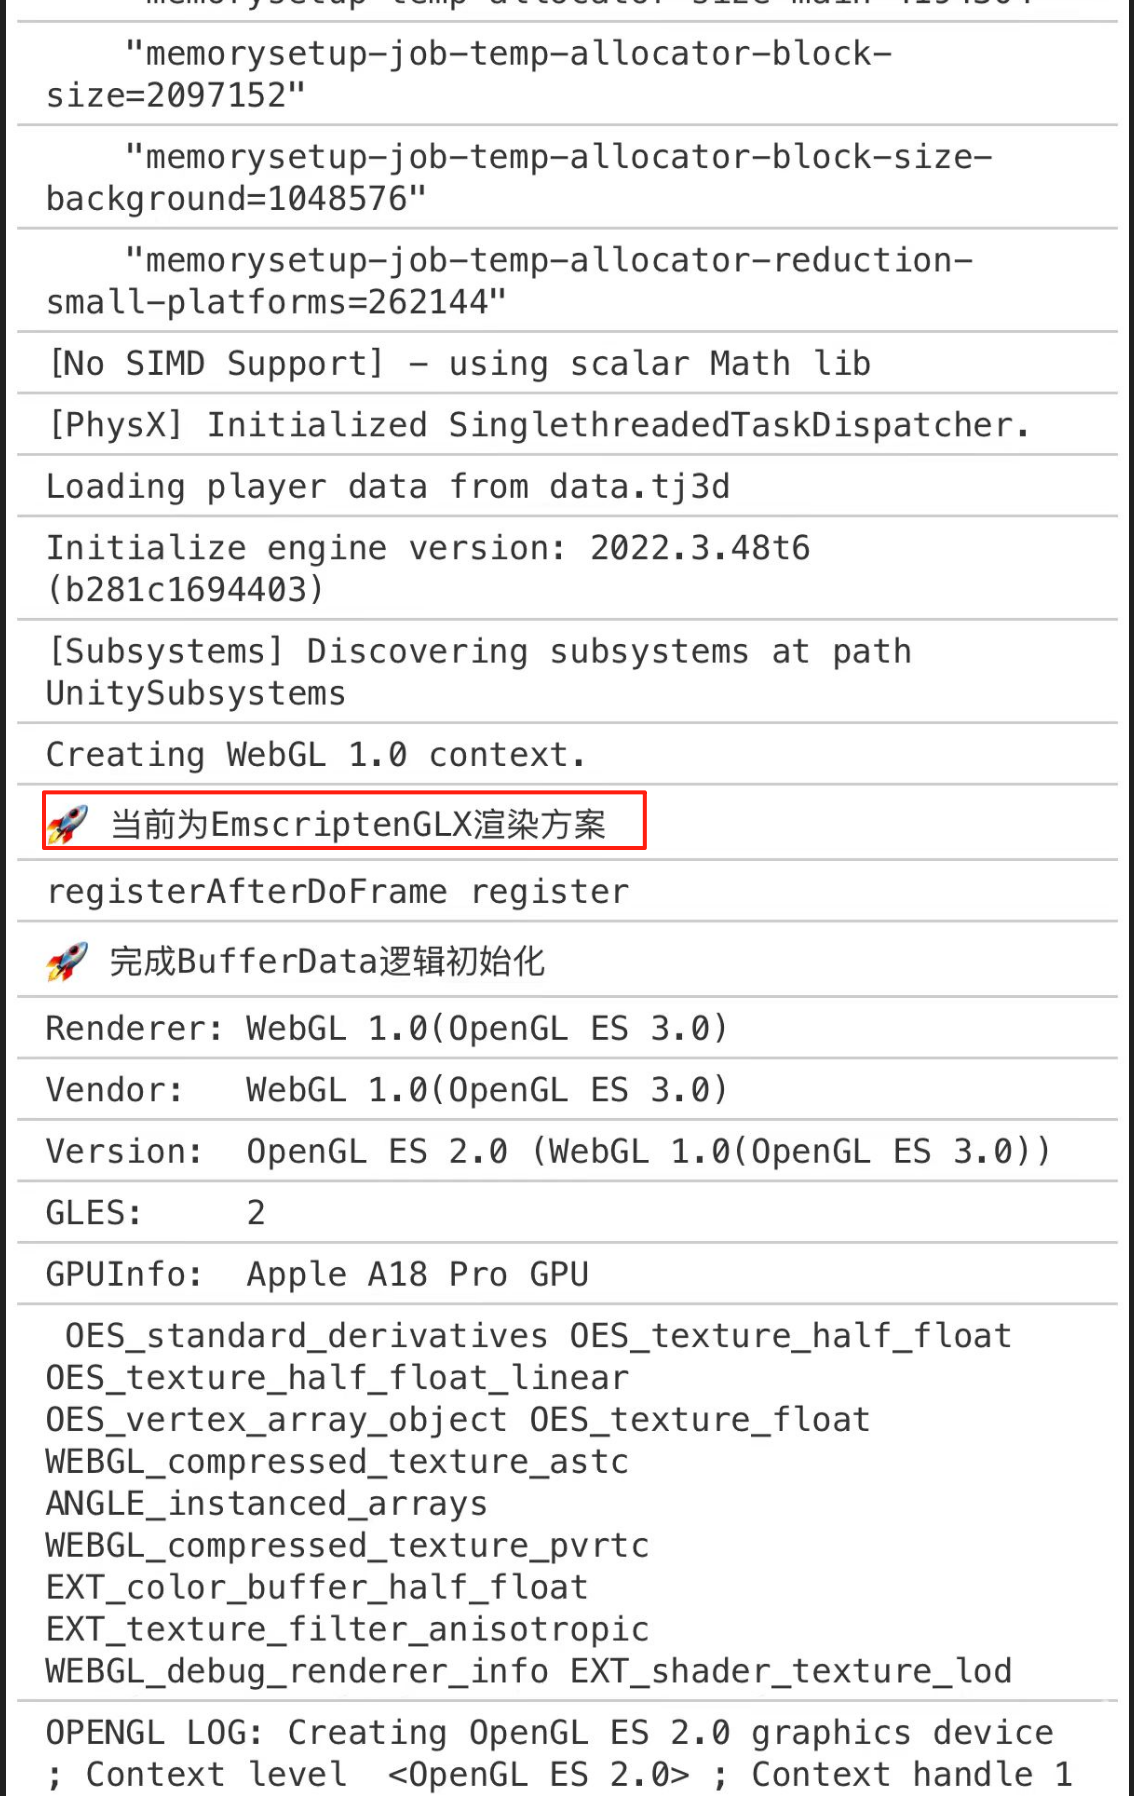 "memorysetup-job-temp-allocator-block-
size=2097152"
"memorysetup-job-temp-allocator-block-size-
background=1048576"
"memorysetup-job-temp-allocator-reduction-
small-platforms=262144"
[No SIMD Support] - using scalar Math lib
[PhysX] Initialized SinglethreadedTaskDispatcher.
Loading player data from data.tj3d
Initialize engine version: 2022.3.48t6
(b281c1694403)
[Subsystems] Discovering subsystems at path
UnitySubsystems
Creating WebGL 1.0 context.
🚀 当前为EmscriptenGLX渲染方案
registerAfterDoFrame register
🚀 完成BufferData逻辑初始化
Renderer: WebGL 1.0(OpenGL ES 3.0)
Vendor:   WebGL 1.0(OpenGL ES 3.0)
Version:  OpenGL ES 2.0 (WebGL 1.0(OpenGL ES 3.0))
GLES:     2
GPUInfo:  Apple A18 Pro GPU
OES_standard_derivatives OES_texture_half_float
OES_texture_half_float_linear
OES_vertex_array_object OES_texture_float
WEBGL_compressed_texture_astc
ANGLE_instanced_arrays
WEBGL_compressed_texture_pvrtc
EXT_color_buffer_half_float
EXT_texture_filter_anisotropic
WEBGL_debug_renderer_info EXT_shader_texture_lod
OPENGL LOG: Creating OpenGL ES 2.0 graphics device
; Context level  <OpenGL ES 2.0> ; Context handle 1